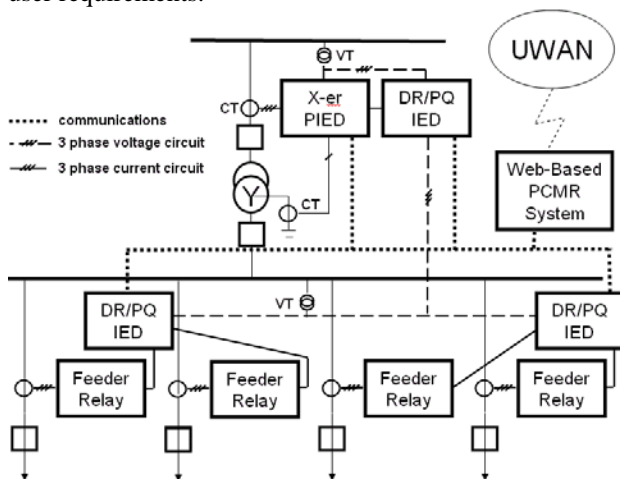 user requirements.
VT
UWAN
CT
X-er
PIED
DR/PQ
IED
communications
3 phase voltage circuit
3 phase current circuit
Y
CT
Web-Based
PCMR
System
DR/PQ
IED
VT
DR/PQ
IED
Feeder
Relay
Feeder
Relay
Feeder
Relay
Feeder
Relay